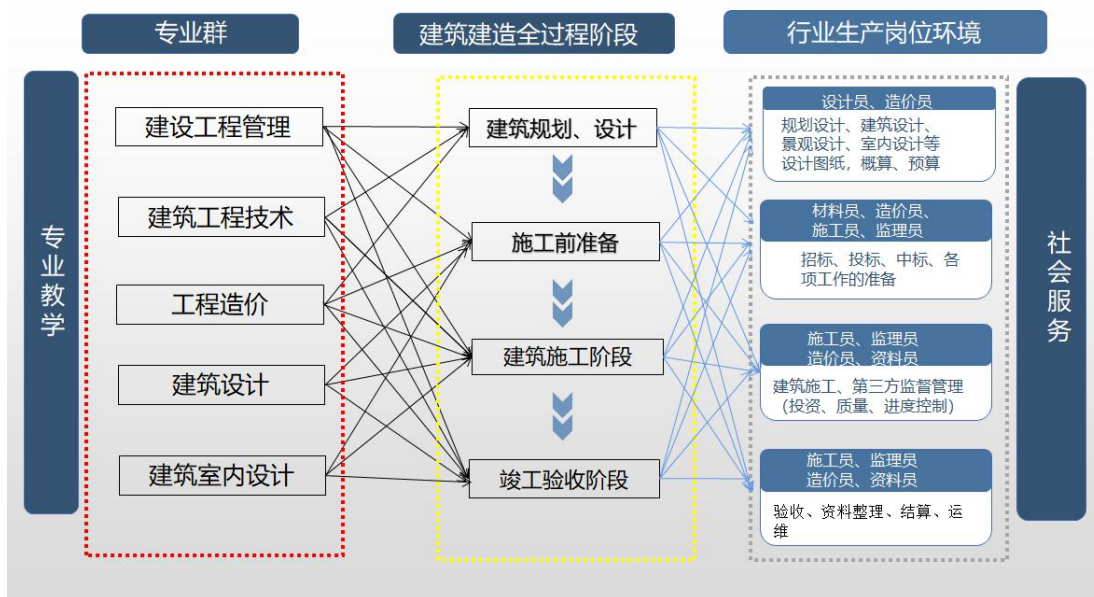 专业群
建筑建造全过程阶段
行业生产岗位环境
专业教学
建设工程管理
建筑工程技术
工程造价
建筑设计
建筑室内设计
建筑规划、设计
施工前准备
建筑施工阶段
竣工验收阶段
设计员、造价员
规划设计、建筑设计、
景观设计、室内设计等
设计图纸，概算、预算
材料员、造价员、
施工员、监理员
招标、投标、中标、各
项工作的准备
施工员、监理员
造价员、资料员
建筑施工、第三方监督管理
(投资、质量、进度控制)
施工员、监理员
造价员、资料员
验收、资料整理、结算、运
维
社会服务